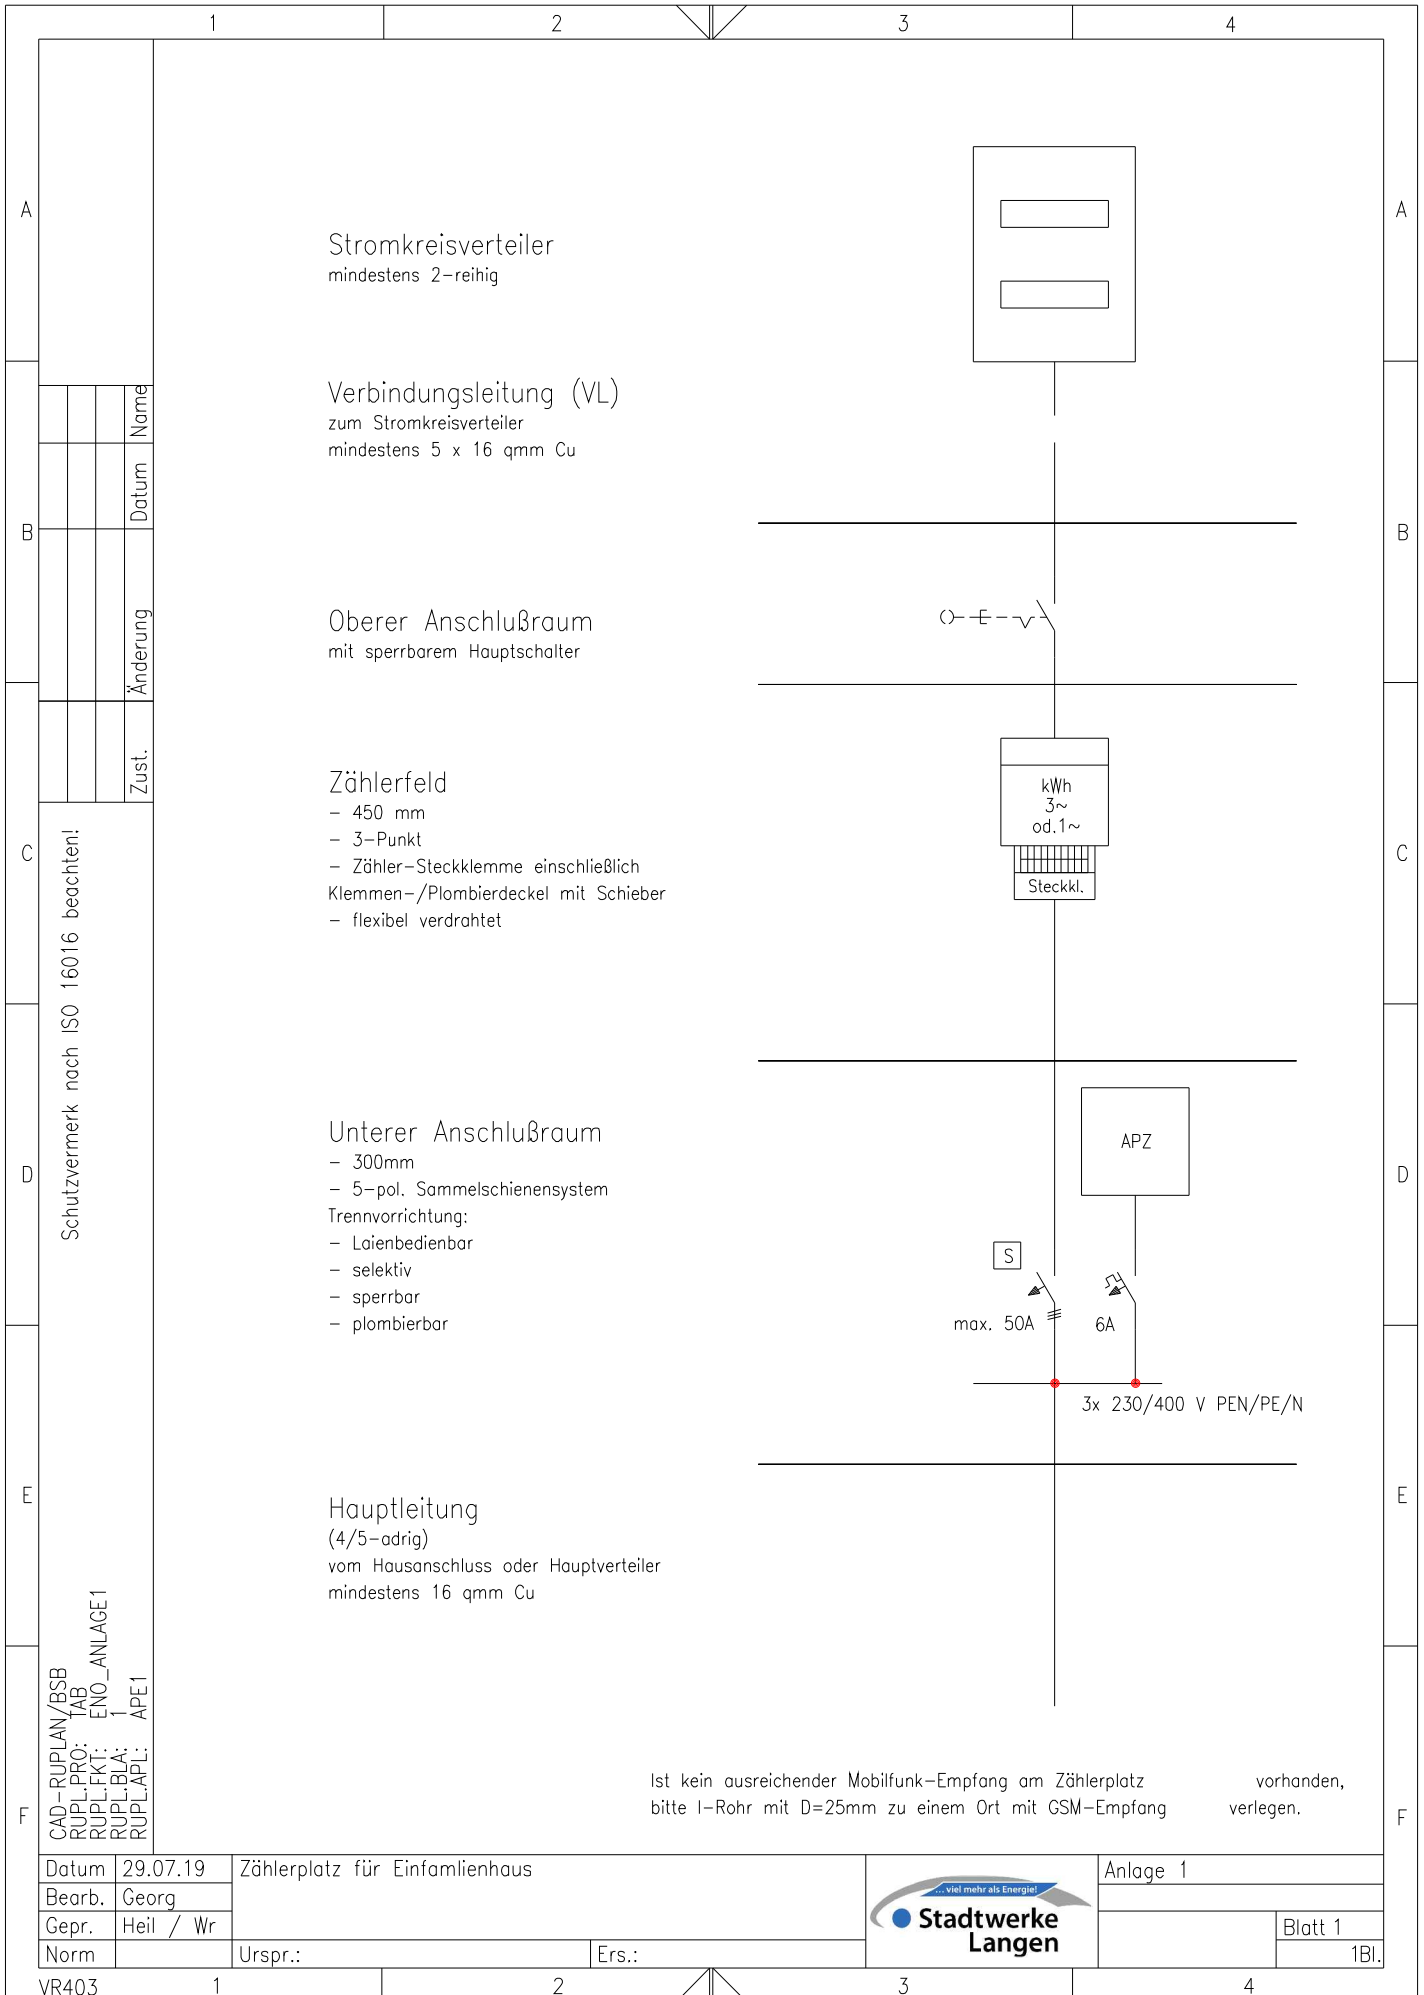 1 2 3 4
A
A
Stromkreisverteiler
mindestens 2-reihig
Verbindungsleitung (VL)
zum Stromkreisverteiler
mindestens 5 x 16 qmm Cu
Name
Datum
Änderung
Zust.
B
B
Oberer Anschlußraum
mit sperrbarem Hauptschalter
Zählerfeld
- 450 mm
- 3-Punkt
- Zähler-Steckklemme einschließlich
Klemmen-/Plombierdeckel mit Schieber
- flexibel verdrahtet
kWh
3~
od.1~
Steckkl.
C
C
Schutzvermerk nach ISO 16016 beachten!
Unterer Anschlußraum
- 300mm
- 5-pol. Sammelschienensystem
Trennvorrichtung:
- Laienbedienbar
- selektiv
- sperrbar
- plombierbar
APZ
S
max. 50A
6A
3x 230/400 V PEN/PE/N
D
D
E
E
Hauptleitung
(4/5-adrig)
vom Hausanschluss oder Hauptverteiler
mindestens 16 qmm Cu
CAD-RUPLAN/BSB
RUPL.PRO: TAB
RUPL.FKT: ENO_ANLAGE1
RUPL.BLA: 1
RUPL.APL: APE1
Ist kein ausreichender Mobilfunk-Empfang am Zählerplatz vorhanden,
bitte I-Rohr mit D=25mm zu einem Ort mit GSM-Empfang verlegen.
F
F
Datum 29.07.19
Bearb. Georg
Gepr. Heil / Wr
Norm
Zählerplatz für Einfamlienhaus
Urspr.:
Ers.:
... viel mehr als Energie!
Stadtwerke
Langen
Anlage 1
Blatt 1
1Bl.
VR403 1 2 3 4